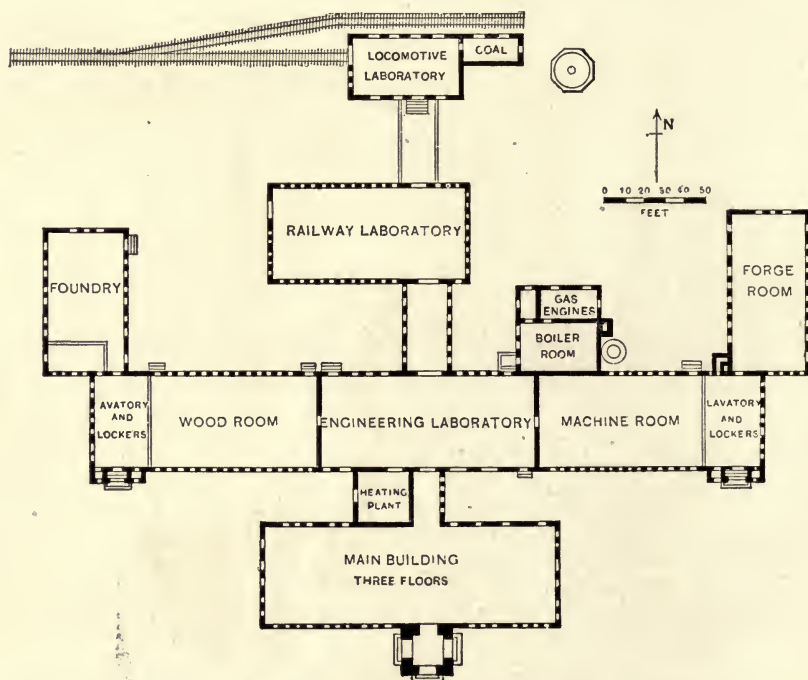 LOCOMOTIVE
LABORATORY
COAL
N
0 10 20 30 40 50
FEET
RAILWAY LABORATORY
FOUNDRY
FORGE
ROOM
GAS
ENGINES
BOILER
ROOM
AVATORY
AND
LOCKERS
WOOD ROOM
ENGINEERING LABORATORY
MACHINE ROOM
LAVATORY
AND
LOCKERS
HEATING
PLANT
MAIN BUILDING
THREE FLOORS